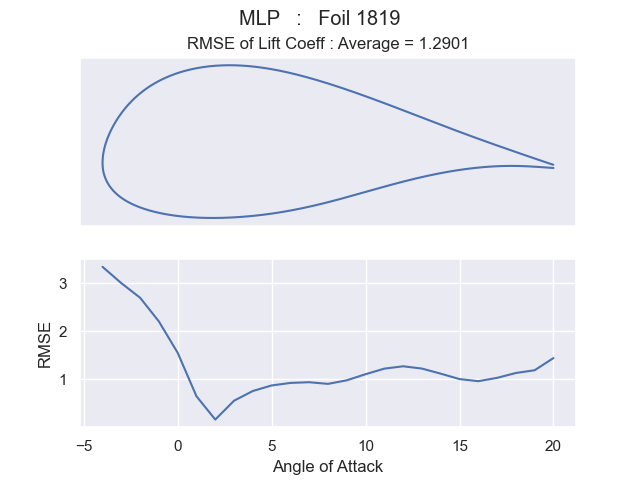 MLP : Foil 1819
RMSE of Lift Coeff : Average = 1.2901
3
2
1
RMSE
−5 0 5 10 15 20
Angle of Attack